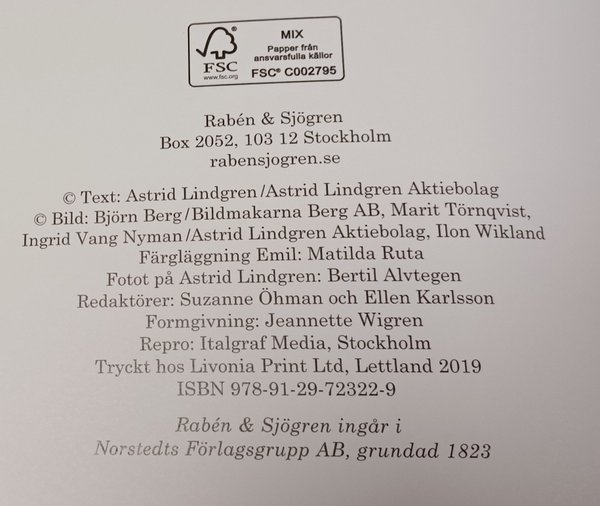 FSC
www.fsc.org
MIX
Papper från
ansvarsfulla källor
FSC® C002795
Rabén & Sjögren
Box 2052, 103 12 Stockholm
rabensjogren.se
© Text: Astrid Lindgren/Astrid Lindgren Aktiebolag
© Bild: Björn Berg/Bildmakarna Berg AB, Marit Törnqvist,
Ingrid Vang Nyman/Astrid Lindgren Aktiebolag, Ilon Wikland
Färgläggning Emil: Matilda Ruta
Fotot på Astrid Lindgren: Bertil Alvtegen
Redaktörer: Suzanne Öhman och Ellen Karlsson
Formgivning: Jeannette Wigren
Repro: Italgraf Media, Stockholm
Tryckt hos Livonia Print Ltd, Lettland 2019
ISBN 978-91-29-72322-9
Rabén & Sjögren ingår i
Norstedts Förlagsgrupp AB, grundad 1823